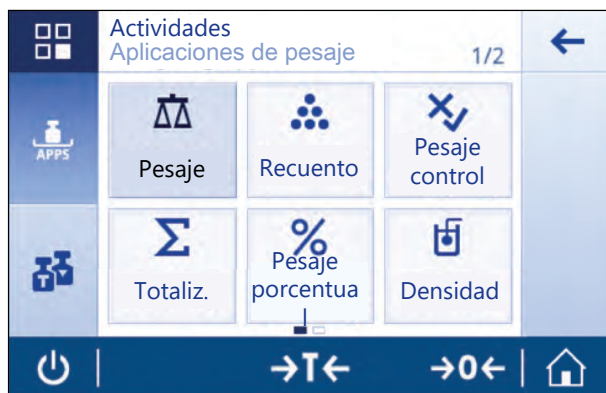 Actividades
Aplicaciones de pesaje
1/2
APPS
Pesaje
Recuento
Pesaje
control
Totaliz.
Pesaje
porcentua
l
Densidad
→T←
→0←